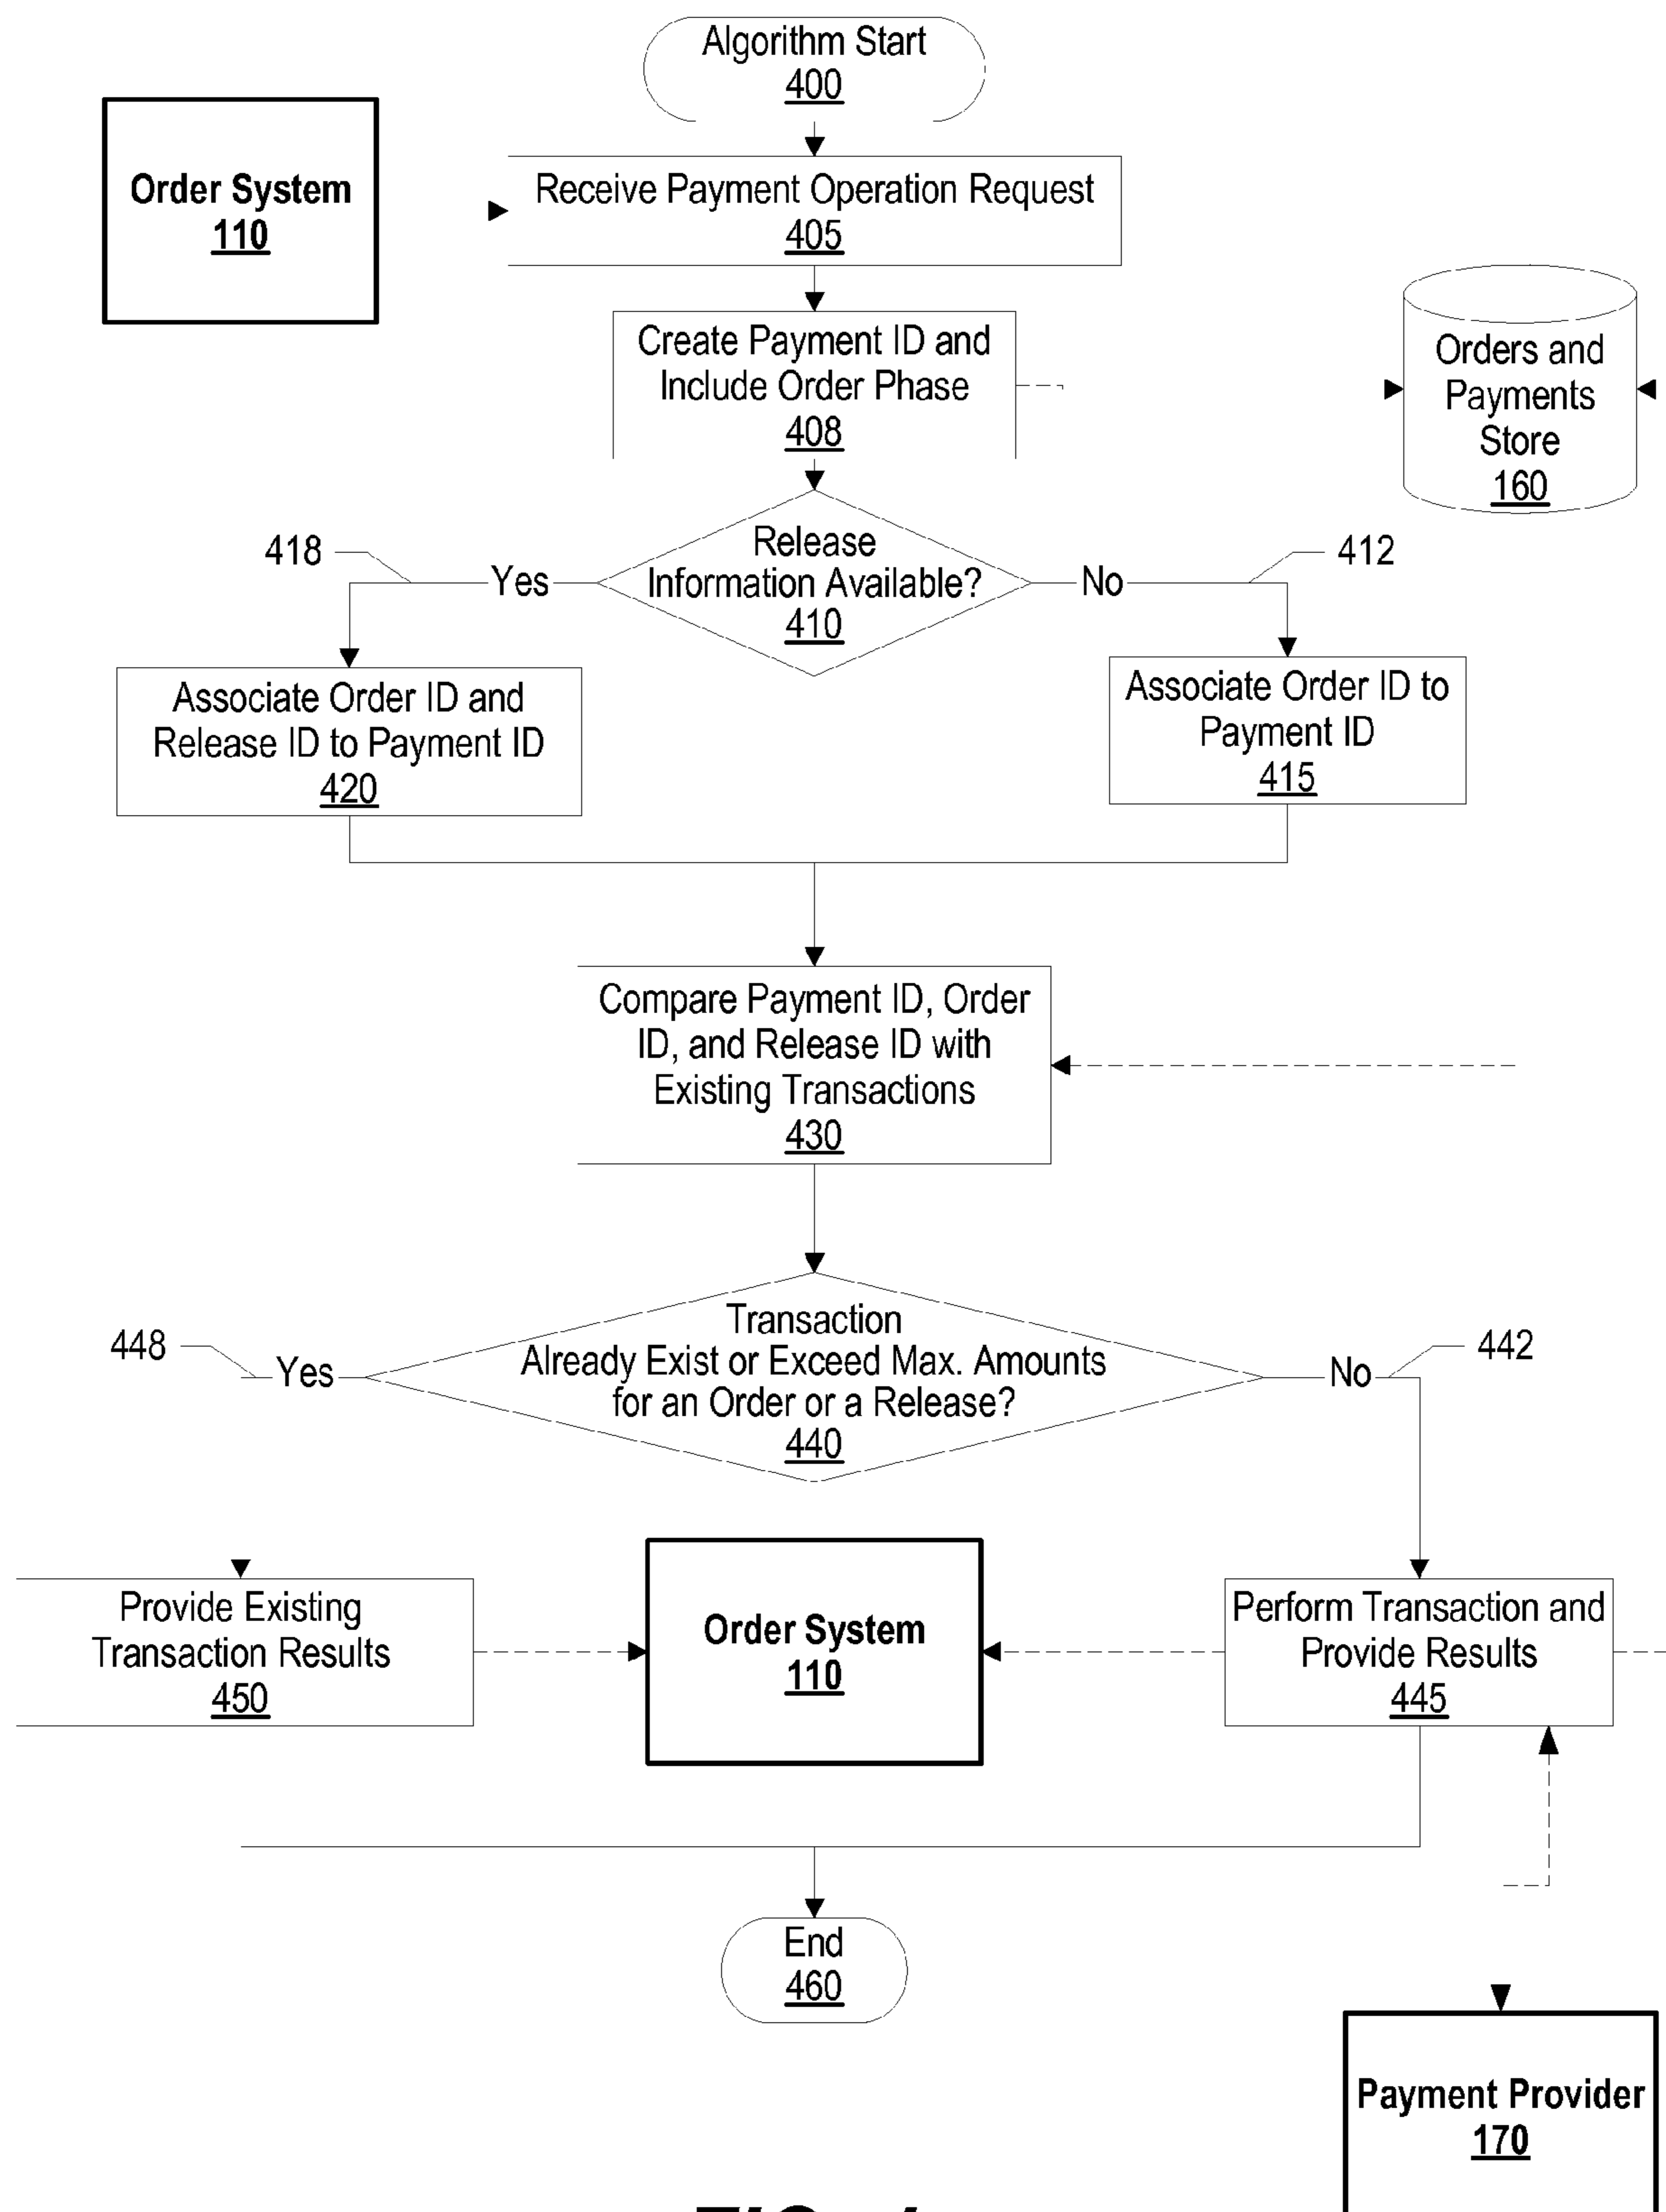 Algorithm Start
400
Order System
110
Receive Payment Operation Request
405
Create Payment ID and
Include Order Phase
408
Orders and
Payments
Store
160
Release
Information Available?
410
418
Yes
No
412
Associate Order ID and
Release ID to Payment ID
420
Associate Order ID to
Payment ID
415
Compare Payment ID, Order
ID, and Release ID with
Existing Transactions
430
Transaction
Already Exist or Exceed Max. Amounts
for an Order or a Release?
440
448
Yes
No
442
Provide Existing
Transaction Results
450
Order System
110
Perform Transaction and
Provide Results
445
End
460
Payment Provider
170